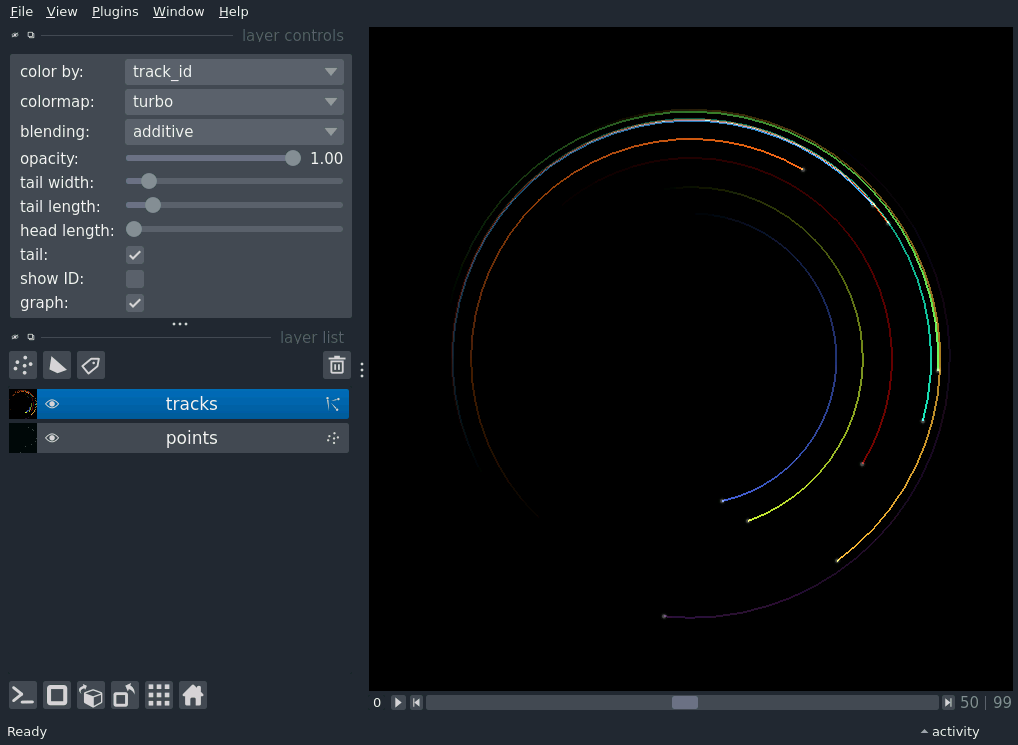 File View Plugins Window Help
layer controls
color by: track_id
colormap: turbo
blending: additive
opacity: 1.00
tail width:
tail length:
head length:
tail:
show ID:
graph:
layer list
tracks
points
0 50 | 99
Ready activity